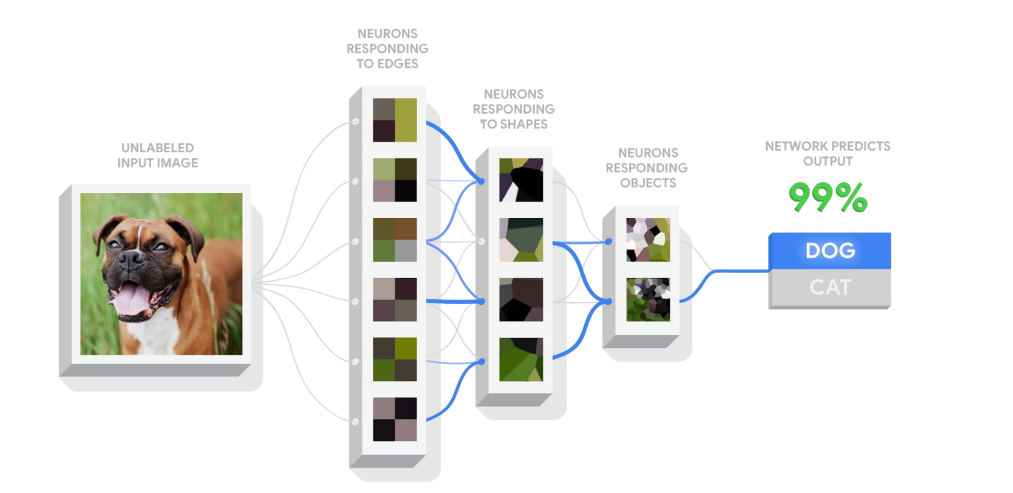 UNLABELED
INPUT IMAGE
NEURONS
RESPONDING
TO EDGES
NEURONS
RESPONDING
TO SHAPES
NEURONS
RESPONDING
OBJECTS
NETWORK PREDICTS
OUTPUT
99%
DOG
CAT